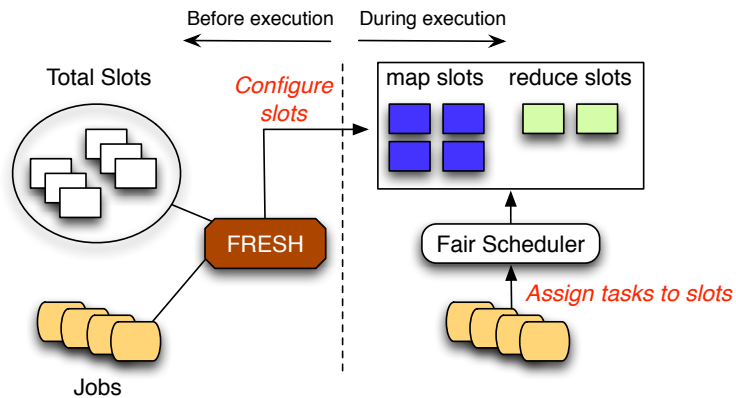 Before execution
During execution
Total Slots
Configure
slots
map slots
reduce slots
FRESH
Fair Scheduler
Assign tasks to slots
Jobs